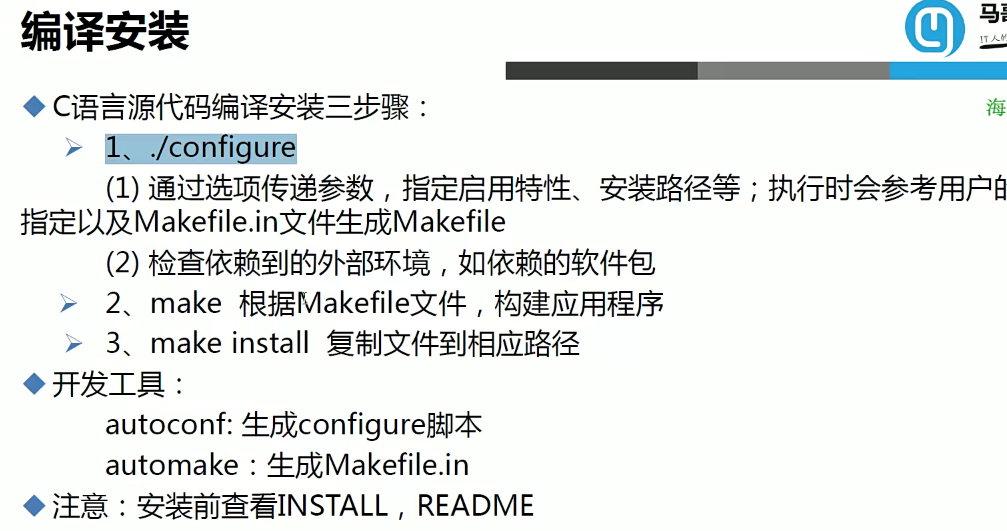 编译安装
马哥
IT人的
海
C语言源代码编译安装三步骤：
1、./configure
(1) 通过选项传递参数，指定启用特性、安装路径等；执行时会参考用户的
指定以及Makefile.in文件生成Makefile
(2) 检查依赖到的外部环境，如依赖的软件包
2、make 根据Makefile文件，构建应用程序
3、make install 复制文件到相应路径
开发工具：
autoconf: 生成configure脚本
automake：生成Makefile.in
注意：安装前查看INSTALL，README